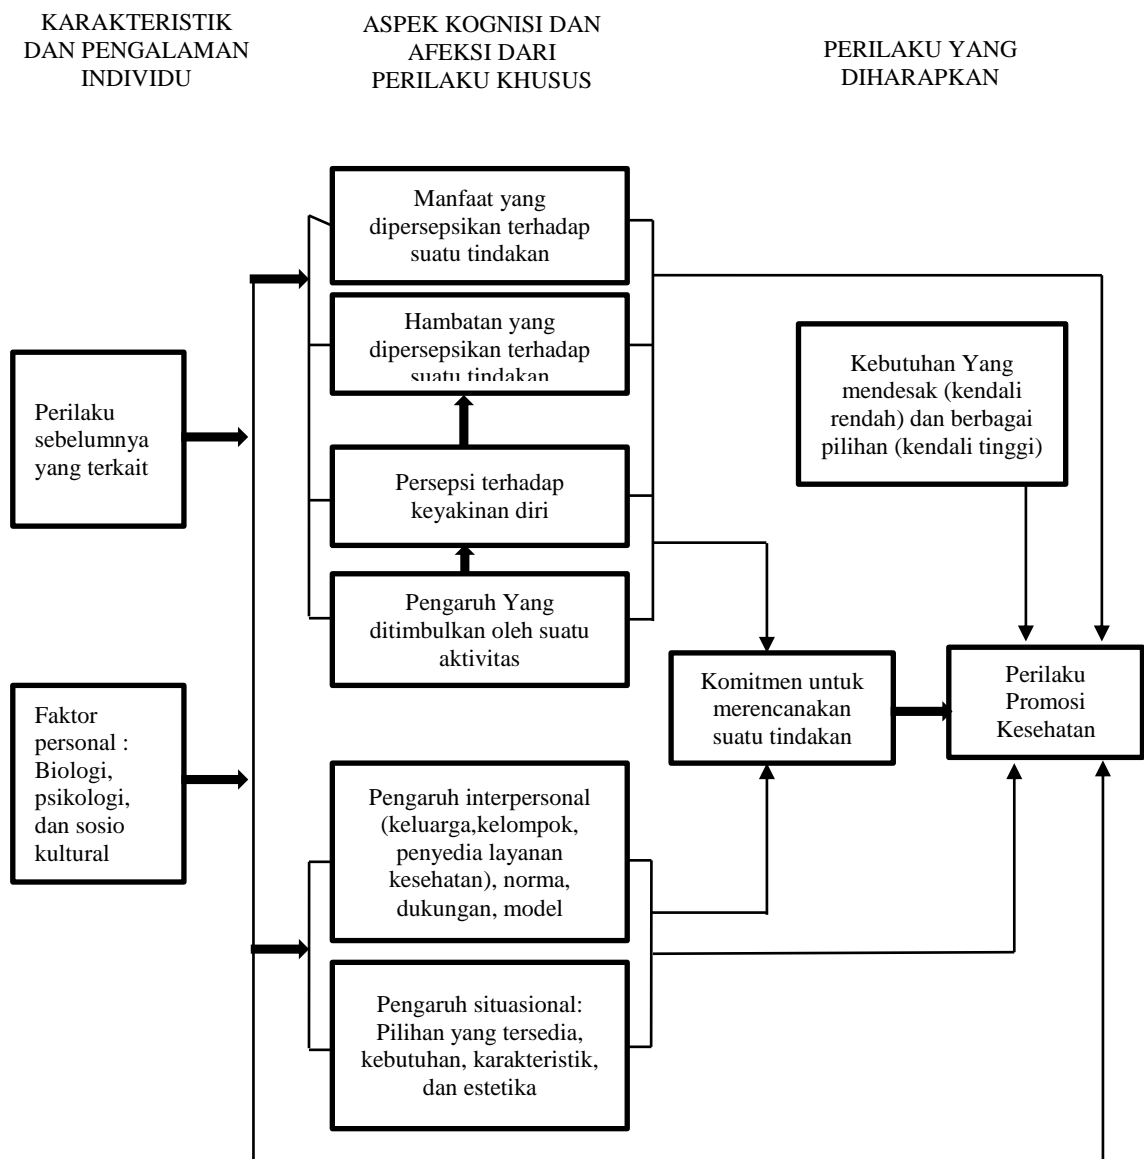 KARAKTERISTIK
DAN PENGALAMAN
INDIVIDU
ASPEK KOGNISI DAN
AFEKSI DARI
PERILAKU KHUSUS
PERILAKU YANG
DIHARAPKAN
Manfaat yang
dipersepsikan terhadap
suatu tindakan
Hambatan yang
dipersepsikan terhadap
suatu tindakan
Kebutuhan Yang
mendesak (kendali
rendah) dan berbagai
pilihan (kendali tinggi)
Perilaku
sebelumnya
yang terkait
Persepsi terhadap
keyakinan diri
Pengaruh Yang
ditimbulkan oleh suatu
aktivitas
Faktor
personal :
Biologi,
psikologi,
dan sosio
kultural
Komitmen untuk
merencanakan
suatu tindakan
Perilaku
Promosi
Kesehatan
Pengaruh interpersonal
(keluarga,kelompok,
penyedia layanan
kesehatan), norma,
dukungan, model
Pengaruh situasional:
Pilihan yang tersedia,
kebutuhan, karakteristik,
dan estetika